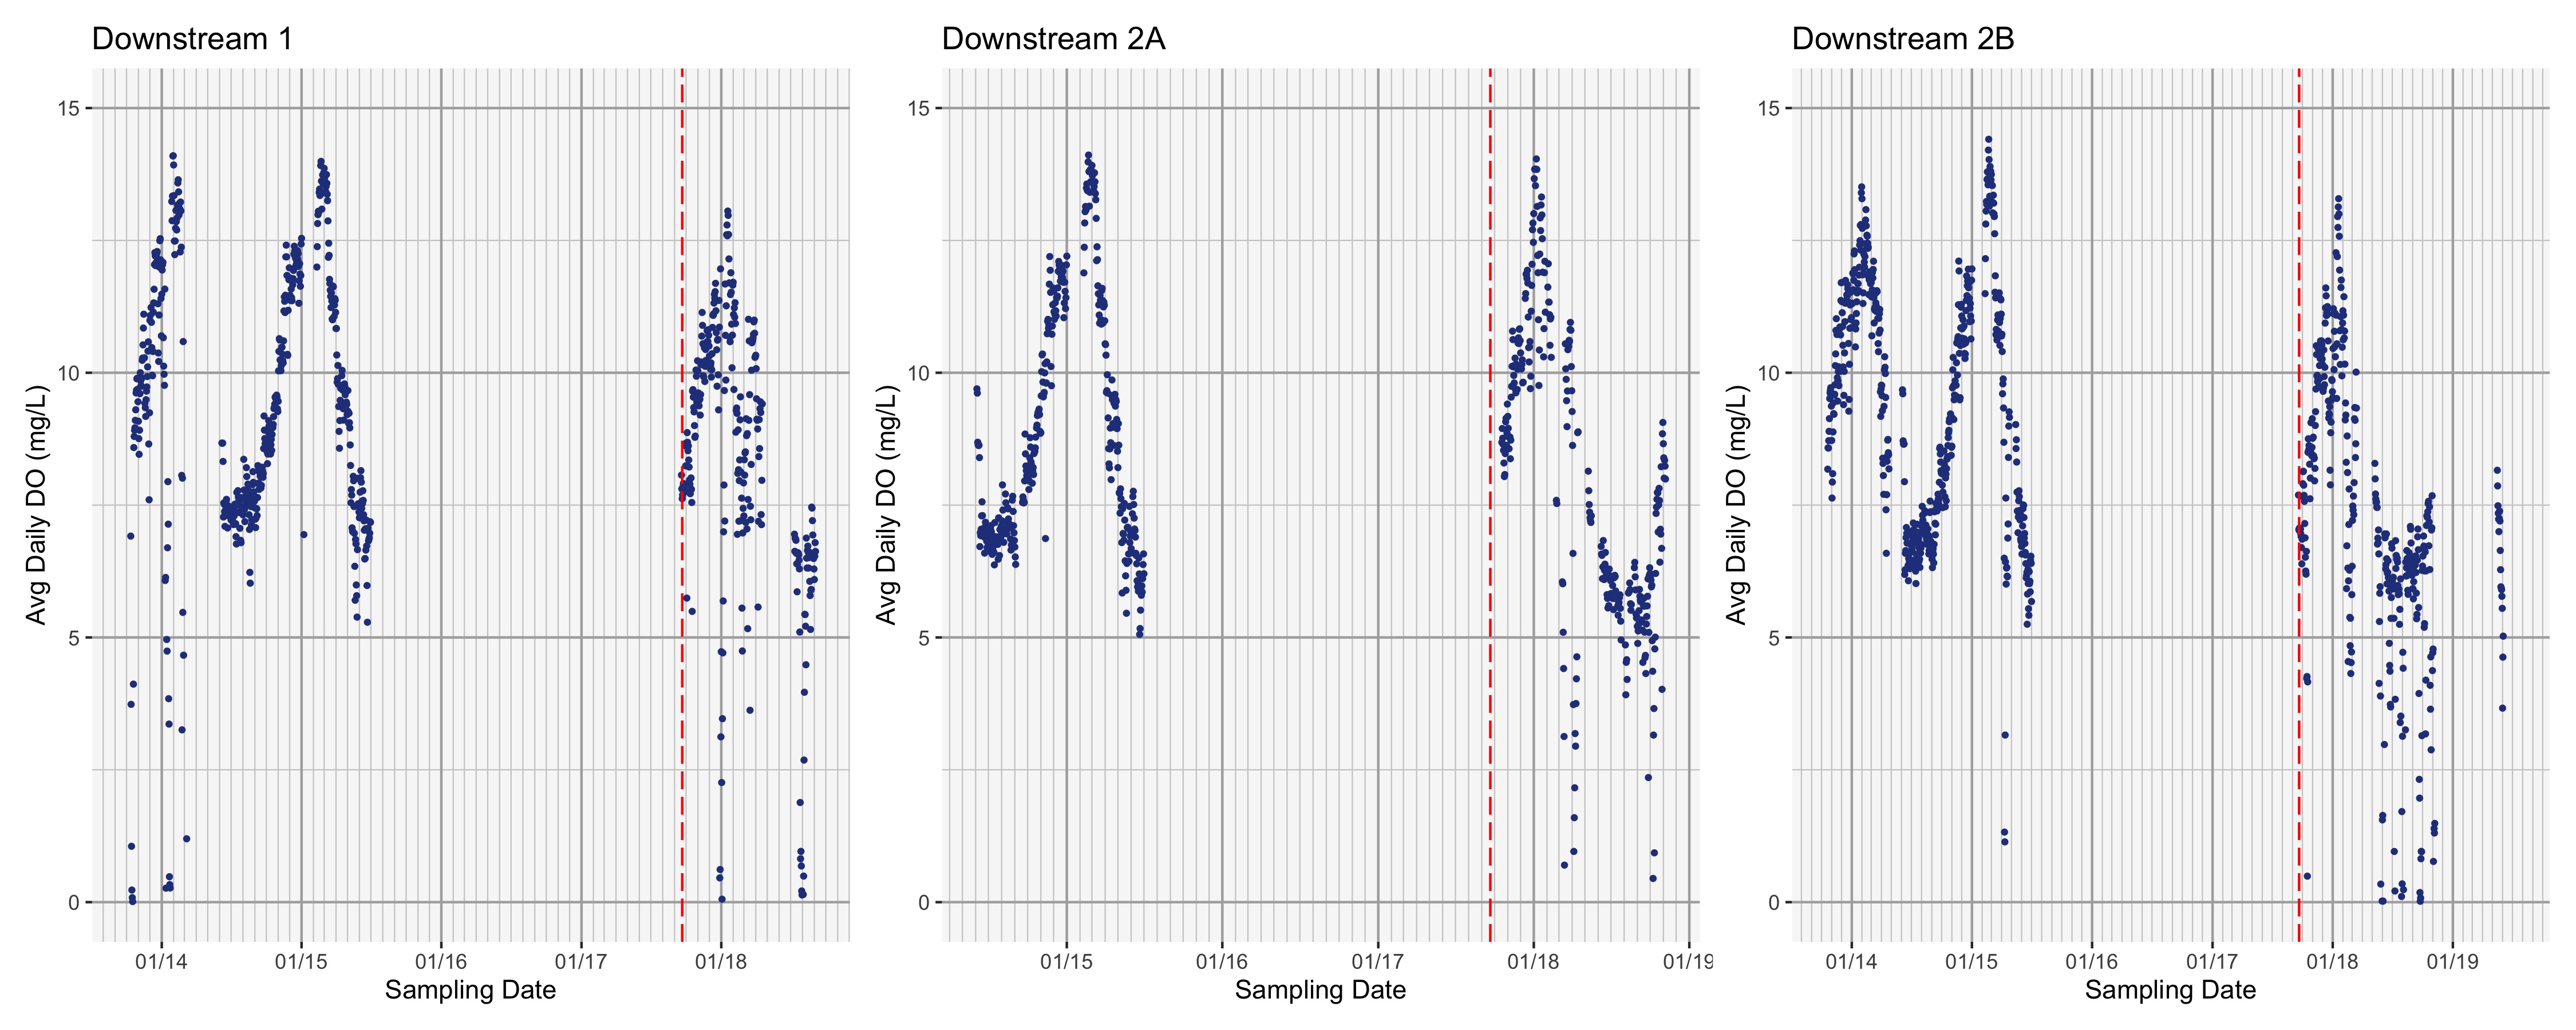 Downstream 1
15
10
5
0
Avg Daily DO (mg/L)
01/14 01/15 01/16 01/17 01/18
Sampling Date
Downstream 2A
15
10
5
0
Avg Daily DO (mg/L)
01/15 01/16 01/17 01/18 01/19
Sampling Date
Downstream 2B
15
10
5
0
Avg Daily DO (mg/L)
01/14 01/15 01/16 01/17 01/18 01/19
Sampling Date